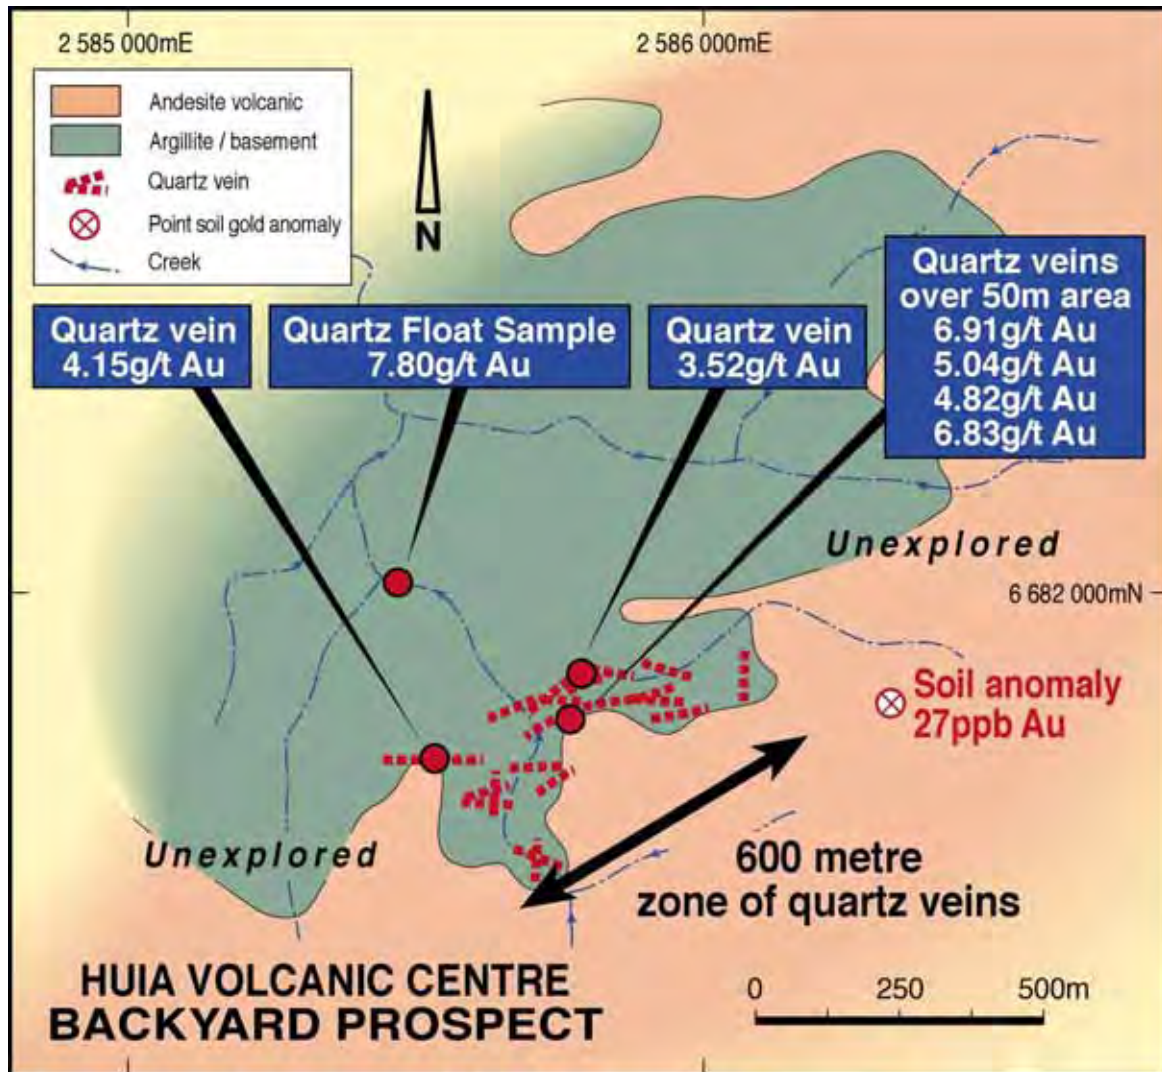 2 585 000mE
2 586 000mE
Andesite volcanic
Argillite / basement
Quartz vein
Point soil gold anomaly
Creek
N
Quartz vein
4.15g/t Au
Quartz Float Sample
7.80g/t Au
Quartz vein
3.52g/t Au
Quartz veins
over 50m area
6.91g/t Au
5.04g/t Au
4.82g/t Au
6.83g/t Au
Unexplored
6 682 000mN
Soil anomaly
27ppb Au
Unexplored
600 metre
zone of quartz veins
HUIA VOLCANIC CENTRE
BACKYARD PROSPECT
0 250 500m